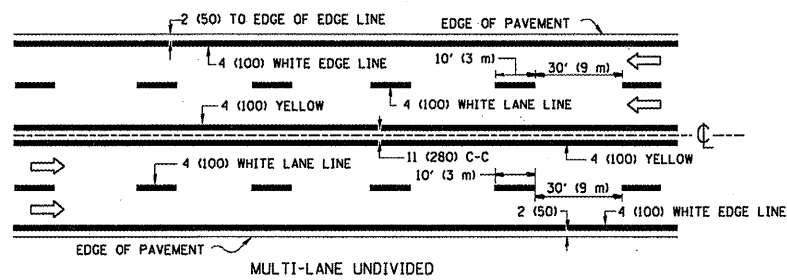 2 (50) TO EDGE OF EDGE LINE
EDGE OF PAVEMENT
4 (100) WHITE EDGE LINE
10' (3 m)
30' (9 m)
4 (100) YELLOW
4 (100) WHITE LANE LINE
CL
4 (100) WHITE LANE LINE
11 (280) C-C
4 (100) YELLOW
10' (3 m)
30' (9 m)
2 (50)
4 (100) WHITE EDGE LINE
EDGE OF PAVEMENT
MULTI-LANE UNDIVIDED